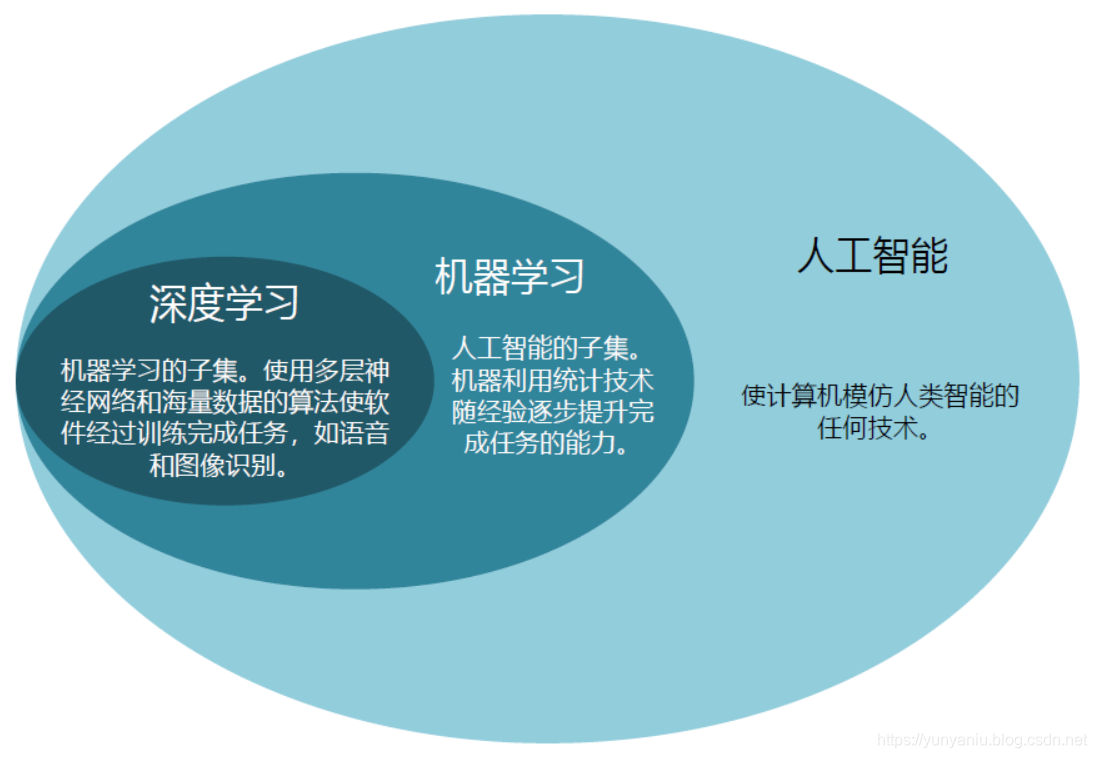 人工智能
使计算机模仿人类智能的
任何技术。
机器学习
人工智能的子集。
机器利用统计技术
随经验逐步提升完
成任务的能力。
深度学习
机器学习的子集。使用多层神
经网络和海量数据的算法使软
件经过训练完成任务，如语音
和图像识别。
https://yunyaniu.blog.csdn.net